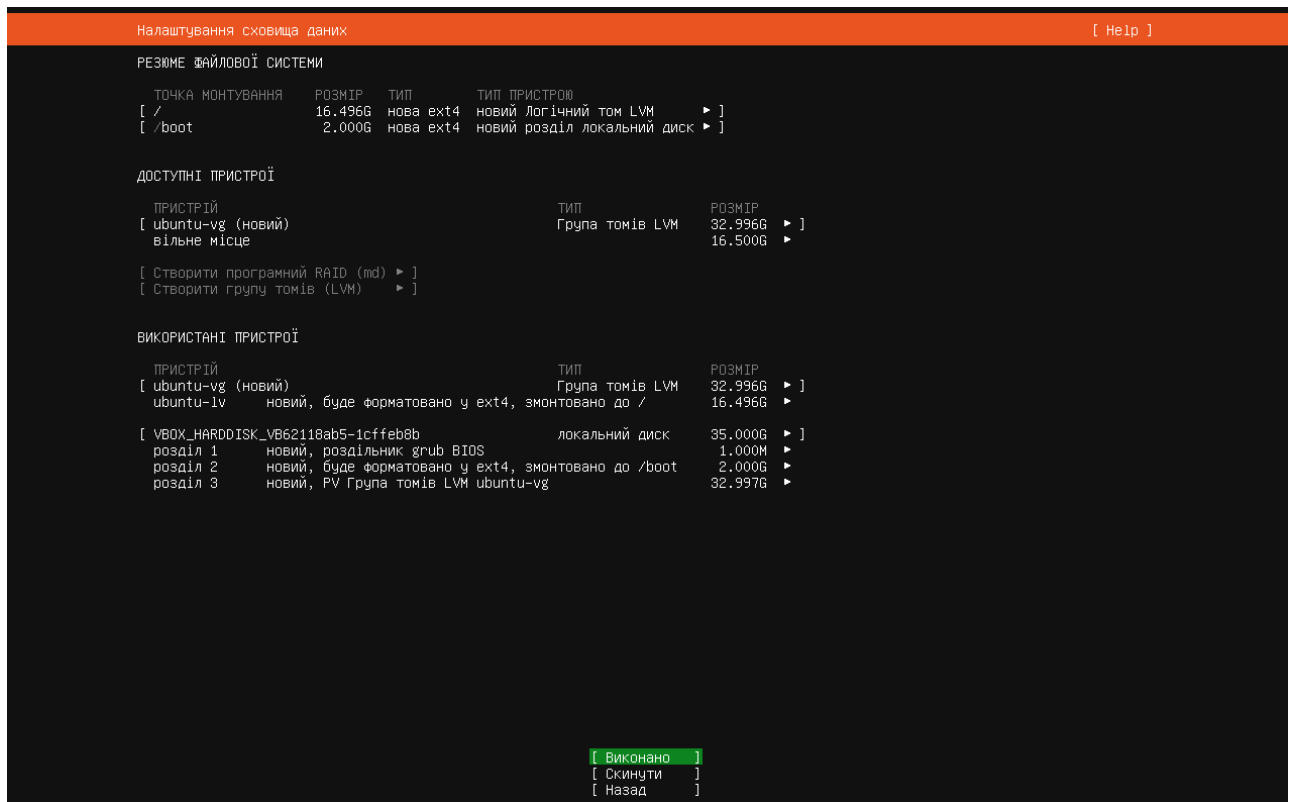 Налаштування сховища даних [ Help ]
РЕЗЮМЕ ФАЙЛОВОЇ СИСТЕМИ
ТОЧКА МОНТУВАННЯ РОЗМІР ТИП ТИП ПРИСТРОЮ
[ / 16.496G нова ext4 новий Логічний том LVM ▸ ]
[ /boot 2.000G нова ext4 новий розділ локальний диск ▸ ]
ДОСТУПНІ ПРИСТРОЇ
ПРИСТРІЙ ТИП РОЗМІР
[ ubuntu-vg (новий) Група томів LVM 32.996G ▸ ]
вільне місце 16.500G ▸
[ Створити програмний RAID (md) ▸ ]
[ Створити групу томів (LVM) ▸ ]
ВИКОРИСТАНІ ПРИСТРОЇ
ПРИСТРІЙ ТИП РОЗМІР
[ ubuntu-vg (новий) Група томів LVM 32.996G ▸ ]
ubuntu-lv новий, буде форматовано у ext4, змонтовано до / 16.496G ▸
[ VBOX_HARDDISK_VB62118ab5-1cffeb8b локальний диск 35.000G ▸ ]
розділ 1 новий, роздільник grub BIOS 1.000M ▸
розділ 2 новий, буде форматовано у ext4, змонтовано до /boot 2.000G ▸
розділ 3 новий, PV Група томів LVM ubuntu-vg 32.997G ▸
[ Виконано ]
[ Скинути ]
[ Назад ]